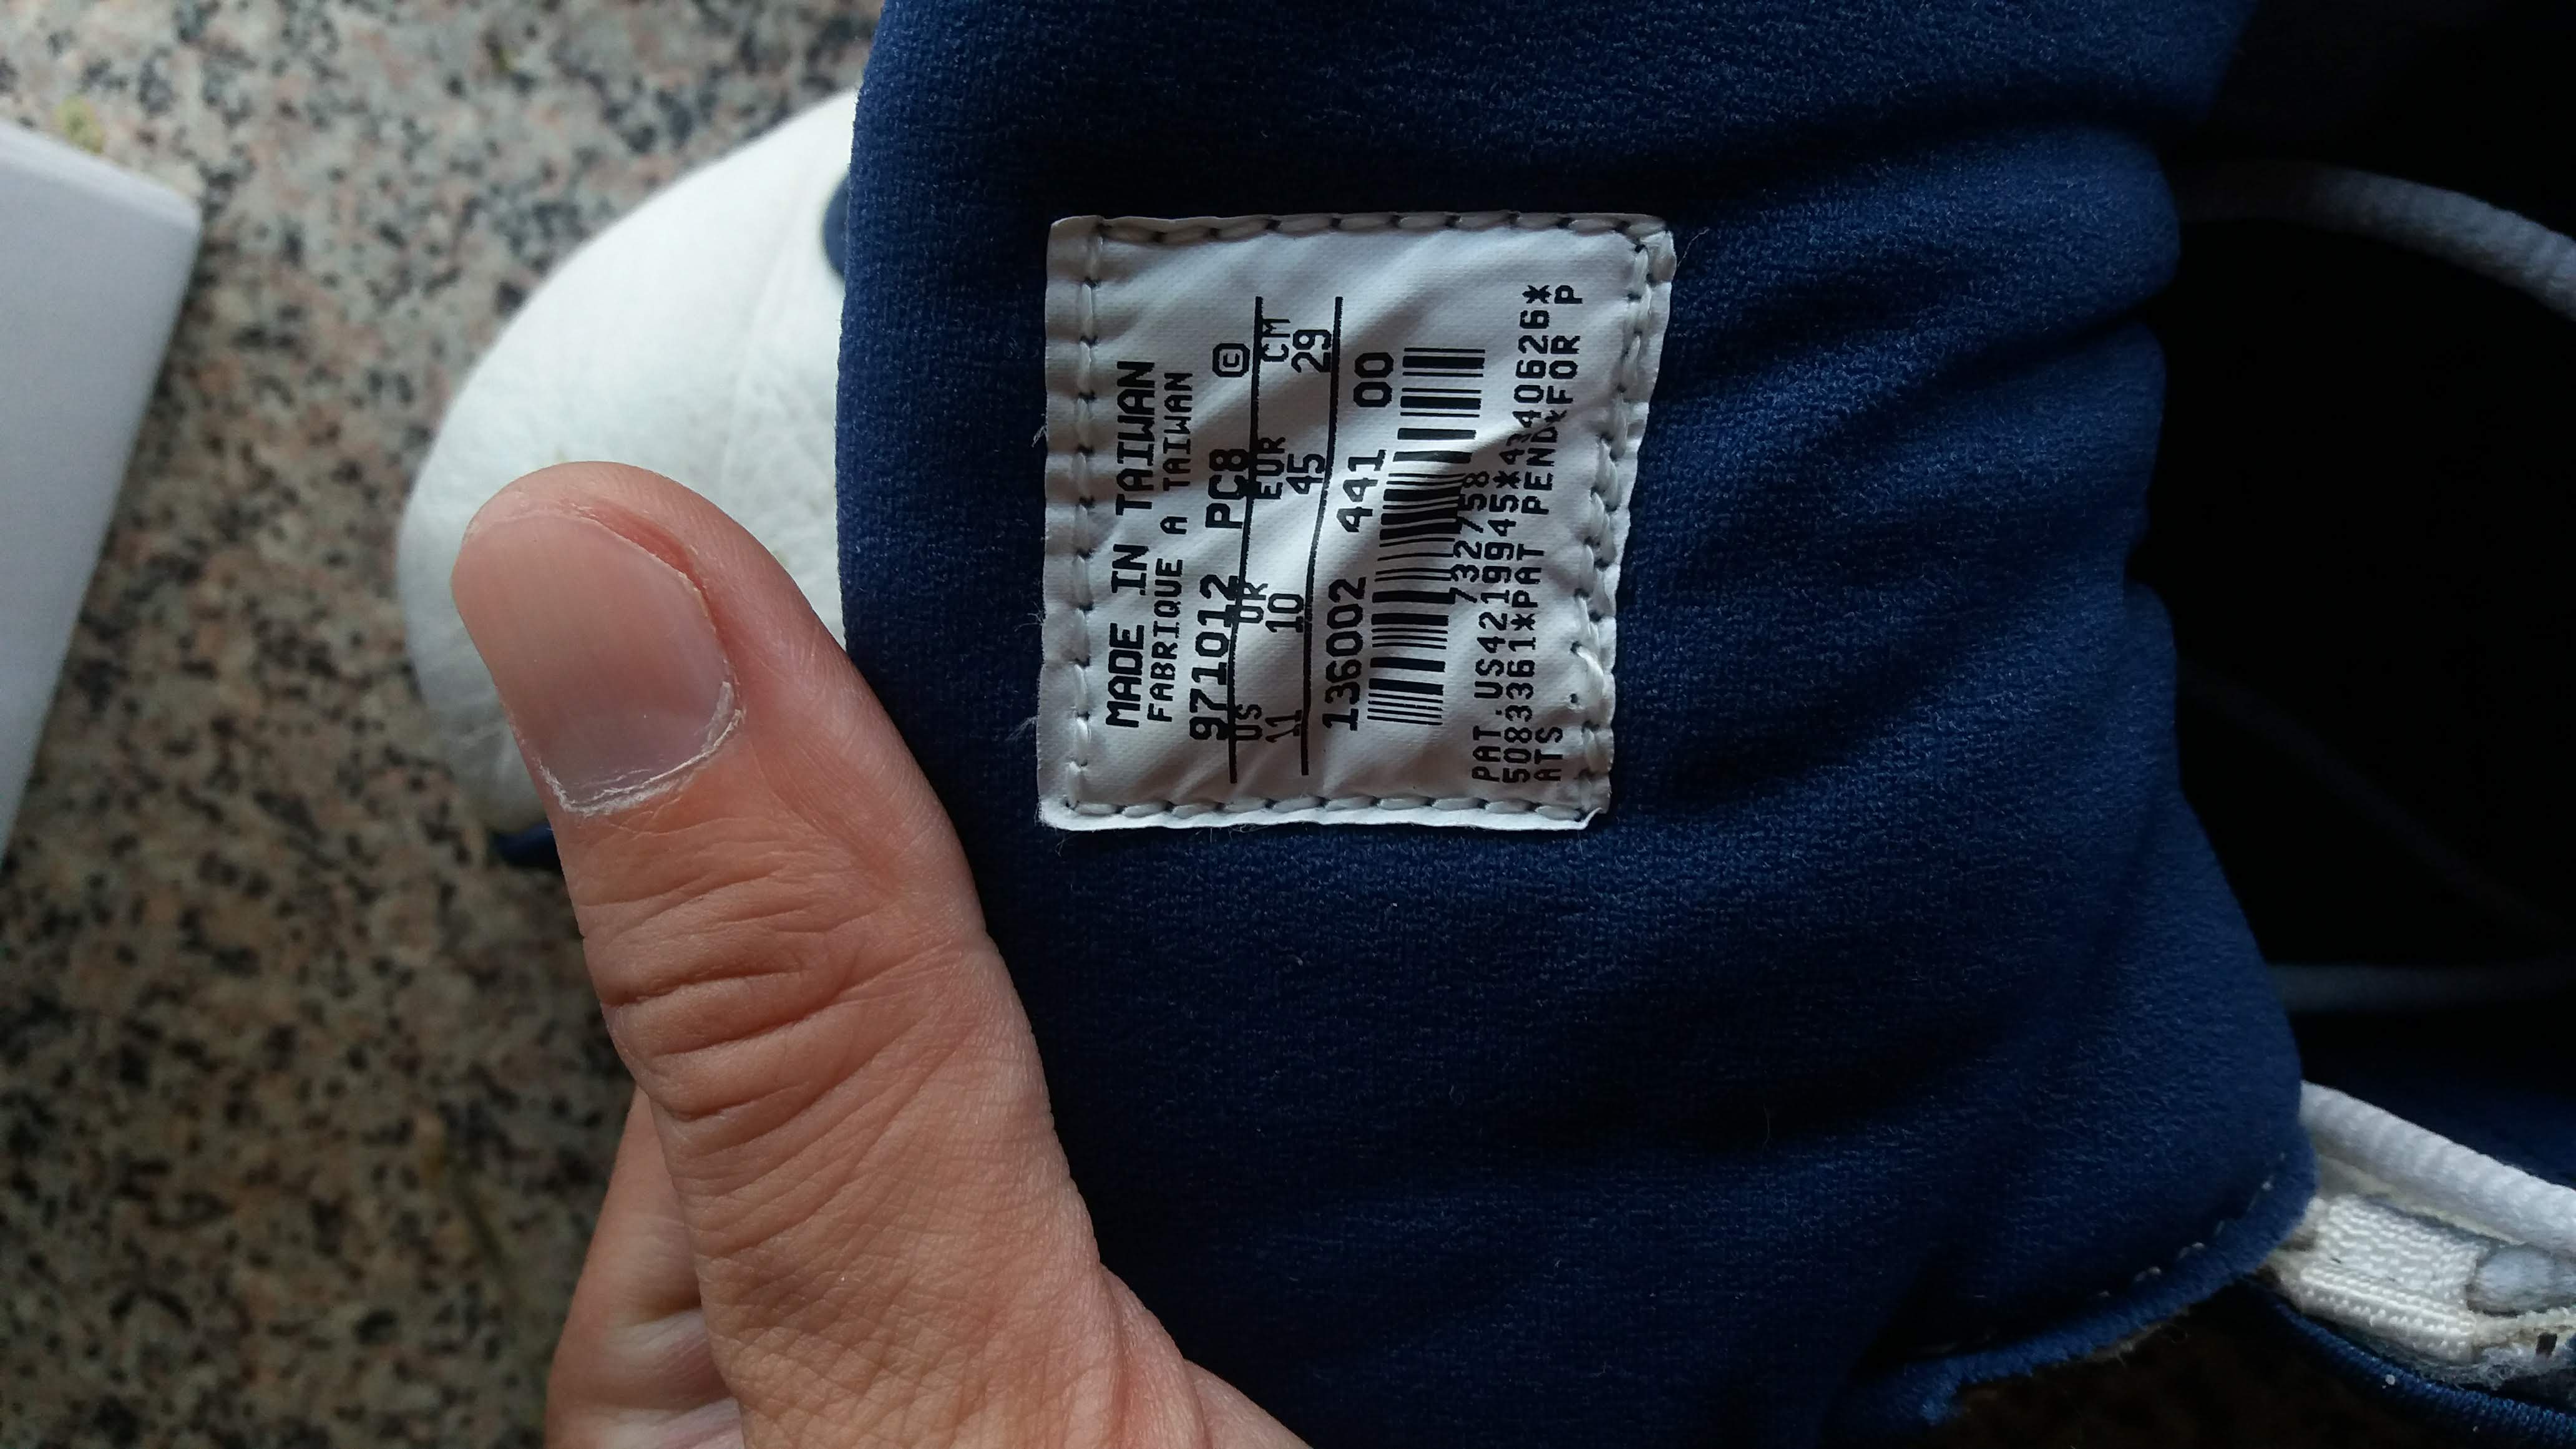 MADE IN TAIWAN
FABRIQUE A TAIWAN
971012 PC8 ©
US UK EUR CM
11 10 45 29
136002 441 00
732758
PAT.US4219945*4340626*
5083361*PAT PEND*FOR P
ATS .